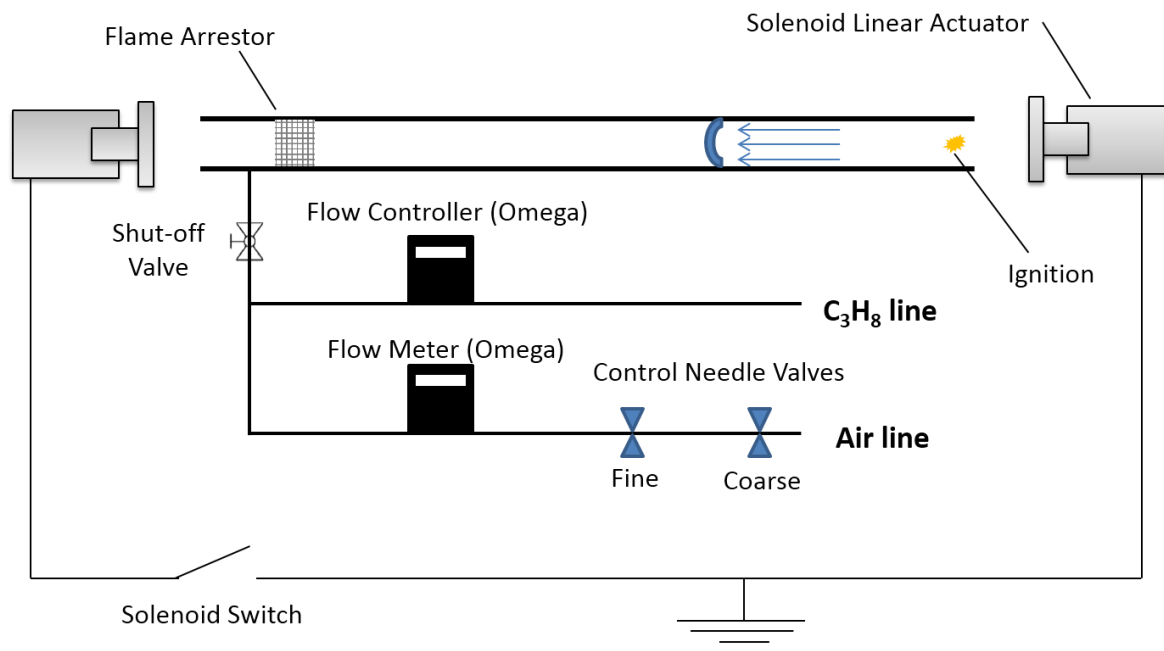 Solenoid Linear Actuator
Flame Arrestor
Flow Controller (Omega)
Shut-off
Valve
Ignition
C₃H₈ line
Flow Meter (Omega)
Control Needle Valves
Air line
Fine
Coarse
Solenoid Switch